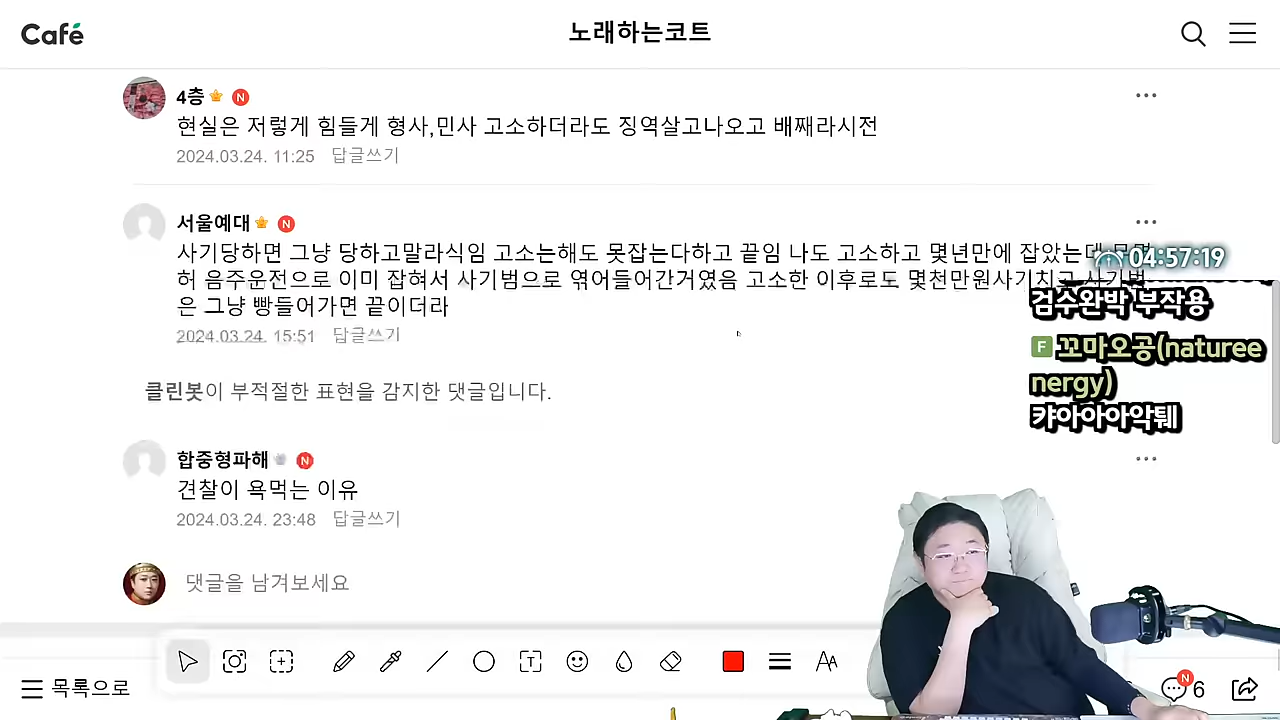 Café
노래하는코트
4층 N
현실은 저렇게 힘들게 형사,민사 고소하더라도 징역살고나오고 배째라시전
2024.03.24. 11:25 답글쓰기
서울예대 N
사기당하면 그냥 당하고말라식임 고소는해도 못잡는다하고 끝임 나도 고소하고 몇년만에 잡았는데
04:57:19
허 음주운전으로 이미 잡혀서 사기범으로 엮어들어간거였음 고소한 이후로도 몇천만원사기치고 사기범
은 그냥 빵들어가면 끝이더라
2024.03.24. 15:51 답글쓰기
검수완박 부작용
F 꼬마오공(naturee
nergy)
캬아아아악퉤
클린봇이 부적절한 표현을 감지한 댓글입니다.
합중형파해 N
견찰이 욕먹는 이유
2024.03.24. 23:48 답글쓰기
댓글을 남겨보세요
T AA
목록으로
N 6